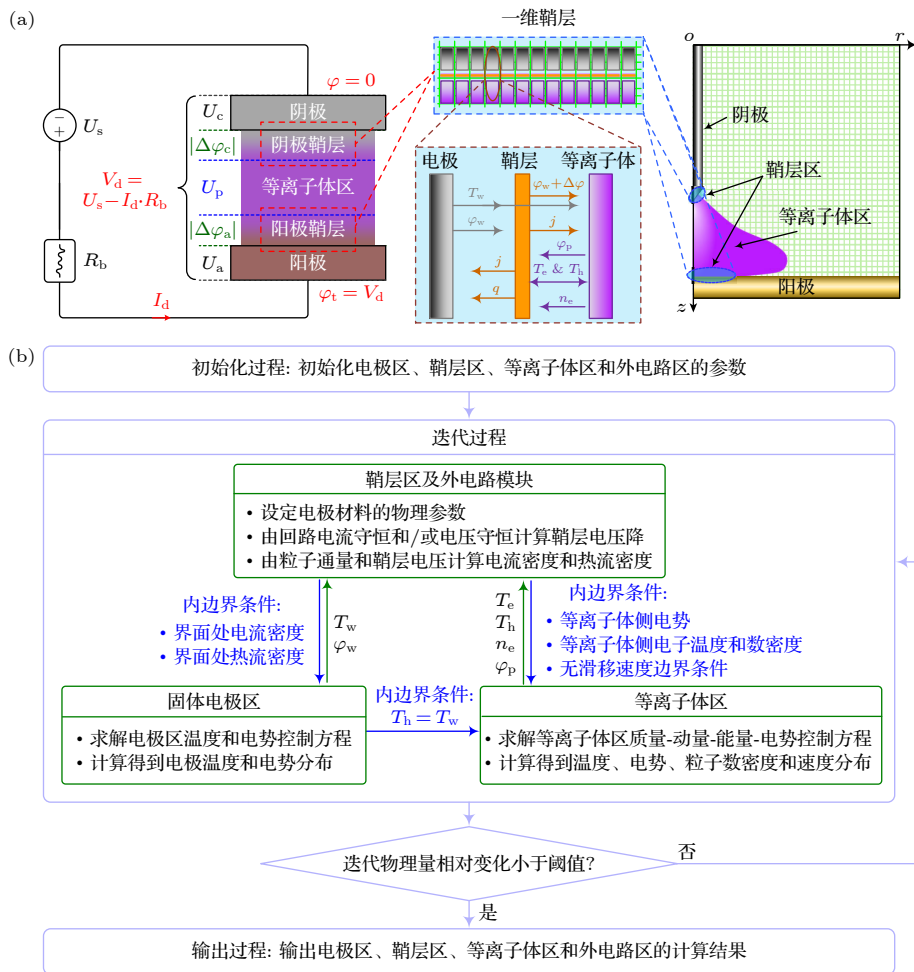 (a)
φ=0
U_c
阴极
|Δφ_c|
阴极鞘层
U_s
V_d =
U_s−I_d·R_b
U_p
等离子体区
|Δφ_a|
阳极鞘层
R_b
U_a
阳极
I_d
φ_t = V_d
一维鞘层
电极
鞘层
等离子体
T_w
φ_w+Δφ
φ_w
j
φ_p
j
T_e & T_h
q
n_e
o
r
阴极
鞘层区
等离子体区
阳极
z
(b)
初始化过程: 初始化电极区、鞘层区、等离子体区和外电路区的参数
迭代过程
鞘层区及外电路模块
• 设定电极材料的物理参数
• 由回路电流守恒和/或电压守恒计算鞘层电压降
• 由粒子通量和鞘层电压计算电流密度和热流密度
内边界条件:
• 界面处电流密度
• 界面处热流密度
T_w
φ_w
T_e
T_h
n_e
φ_p
内边界条件:
• 等离子体侧电势
• 等离子体侧电子温度和数密度
• 无滑移速度边界条件
固体电极区
• 求解电极区温度和电势控制方程
• 计算得到电极温度和电势分布
内边界条件:
T_h = T_w
等离子体区
• 求解等离子体区质量-动量-能量-电势控制方程
• 计算得到温度、电势、粒子数密度和速度分布
迭代物理量相对变化小于阈值?
否
是
输出过程: 输出电极区、鞘层区、等离子体区和外电路区的计算结果